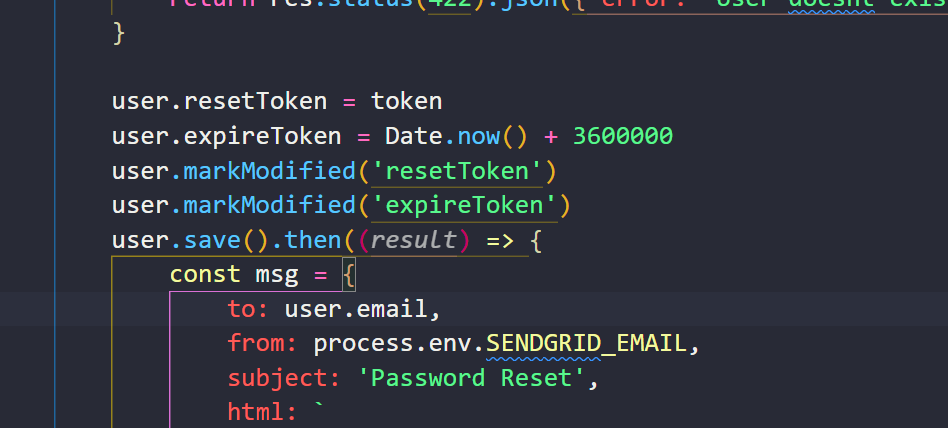 return res.status(422).json({ error: 'User doesnt exis
}
user.resetToken = token
user.expireToken = Date.now() + 3600000
user.markModified('resetToken')
user.markModified('expireToken')
user.save().then((result) => {
const msg = {
to: user.email,
from: process.env.SENDGRID_EMAIL,
subject: 'Password Reset',
html: `